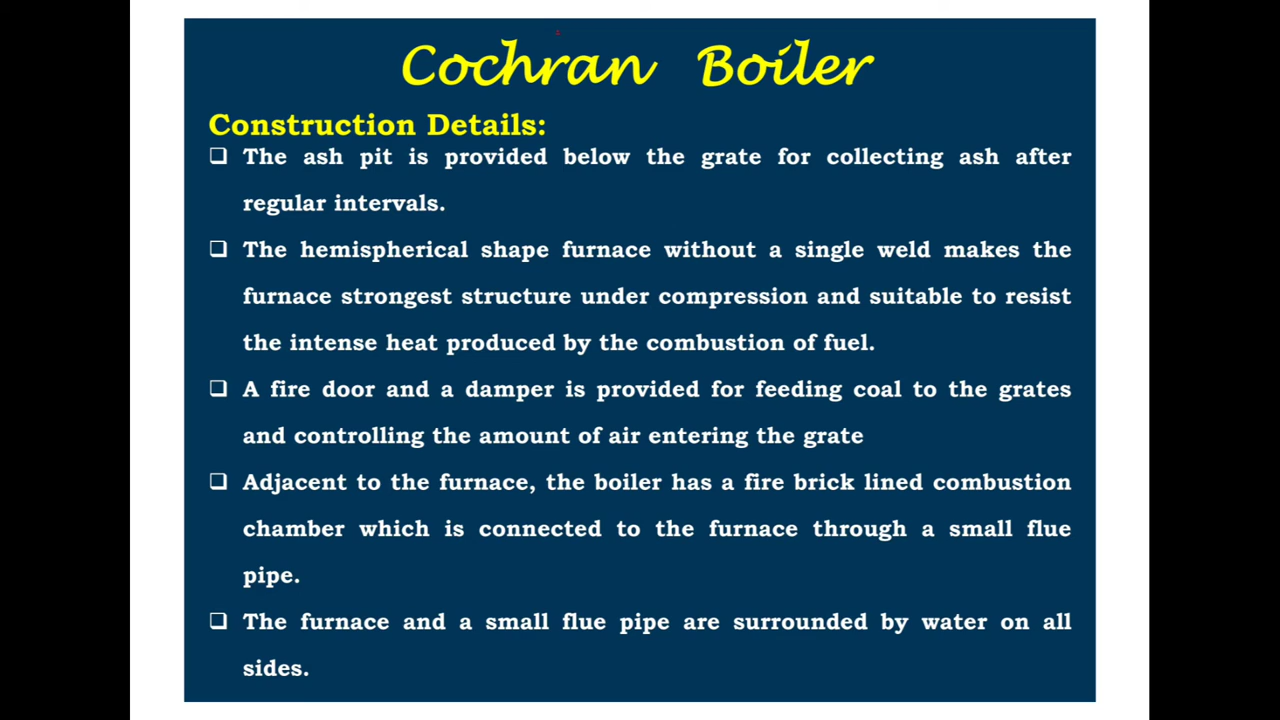 Cochran Boiler
Construction Details:
❑ The ash pit is provided below the grate for collecting ash after
regular intervals.
❑ The hemispherical shape furnace without a single weld makes the
furnace strongest structure under compression and suitable to resist
the intense heat produced by the combustion of fuel.
❑ A fire door and a damper is provided for feeding coal to the grates
and controlling the amount of air entering the grate
❑ Adjacent to the furnace, the boiler has a fire brick lined combustion
chamber which is connected to the furnace through a small flue
pipe.
❑ The furnace and a small flue pipe are surrounded by water on all
sides.